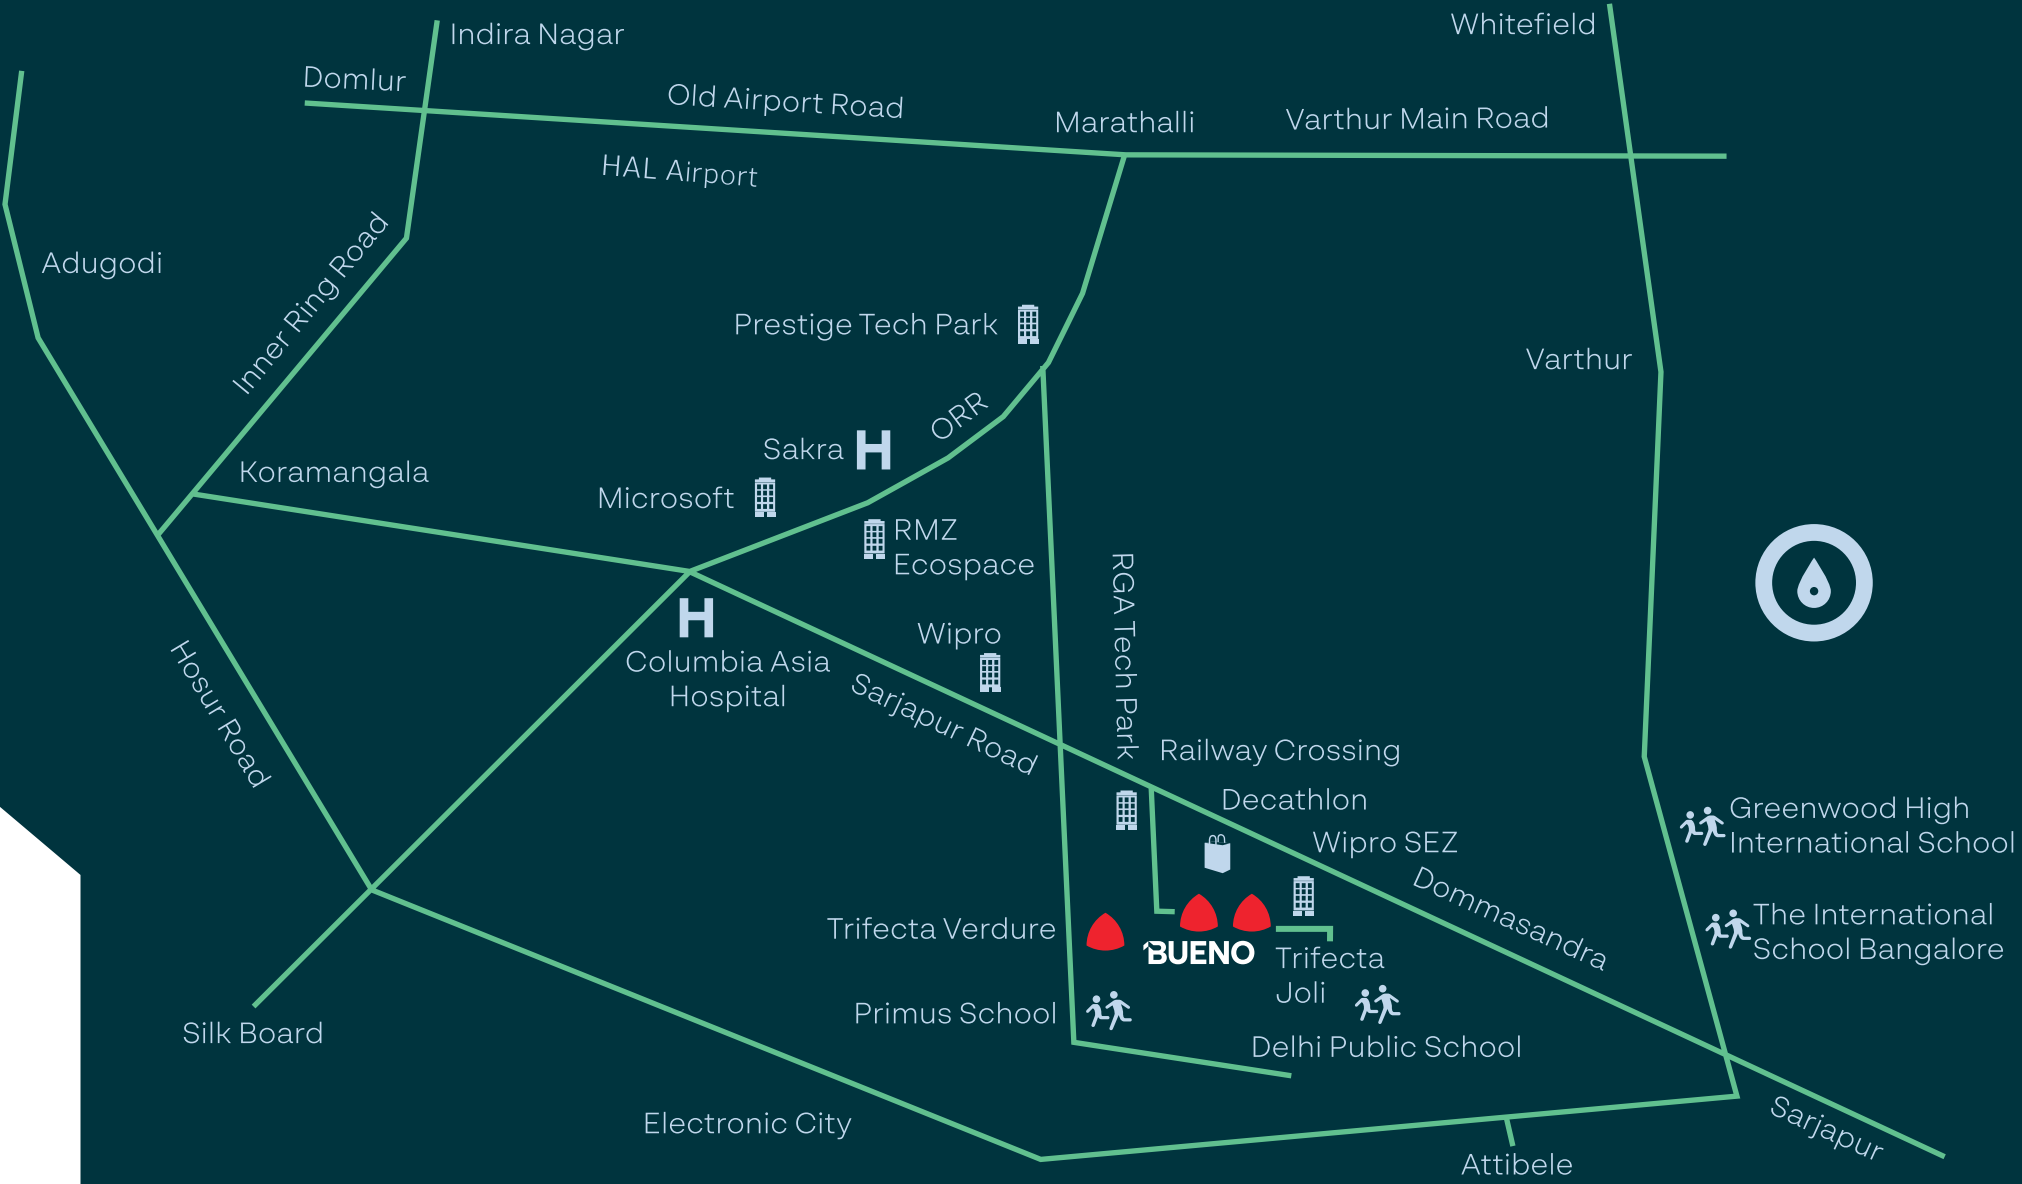 Indira Nagar
Whitefield
Domlur
Old Airport Road
Marathalli
Varthur Main Road
HAL Airport
Adugodi
Inner Ring Road
Prestige Tech Park
Varthur
ORR
Sakra
H
Koramangala
Microsoft
RMZ
Ecospace
RGA Tech Park
H
Wipro
Columbia Asia
Hospital
Hosur Road
Sarjapur Road
Railway Crossing
Decathlon
Wipro SEZ
Greenwood High
International School
Dommasandra
The International
School Bangalore
Trifecta Verdure
BUENO
Trifecta
Joli
Primus School
Delhi Public School
Silk Board
Electronic City
Sarjapur
Attibele